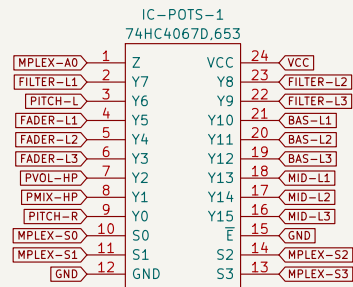 IC-POTS-1
74HC4067D,653
MPLEX-A0 1 Z VCC 24 VCC
FILTER-L1 2 Y7 Y8 23 FILTER-L2
PITCH-L 3 Y6 Y9 22 FILTER-L3
FADER-L1 4 Y5 Y10 21 BAS-L1
FADER-L2 5 Y4 Y11 20 BAS-L2
FADER-L3 6 Y3 Y12 19 BAS-L3
PVOL-HP 7 Y2 Y13 18 MID-L1
PMIX-HP 8 Y1 Y14 17 MID-L2
PITCH-R 9 Y0 Y15 16 MID-L3
MPLEX-S0 10 S0 E̅ 15 GND
MPLEX-S1 11 S1 S2 14 MPLEX-S2
GND 12 GND S3 13 MPLEX-S3